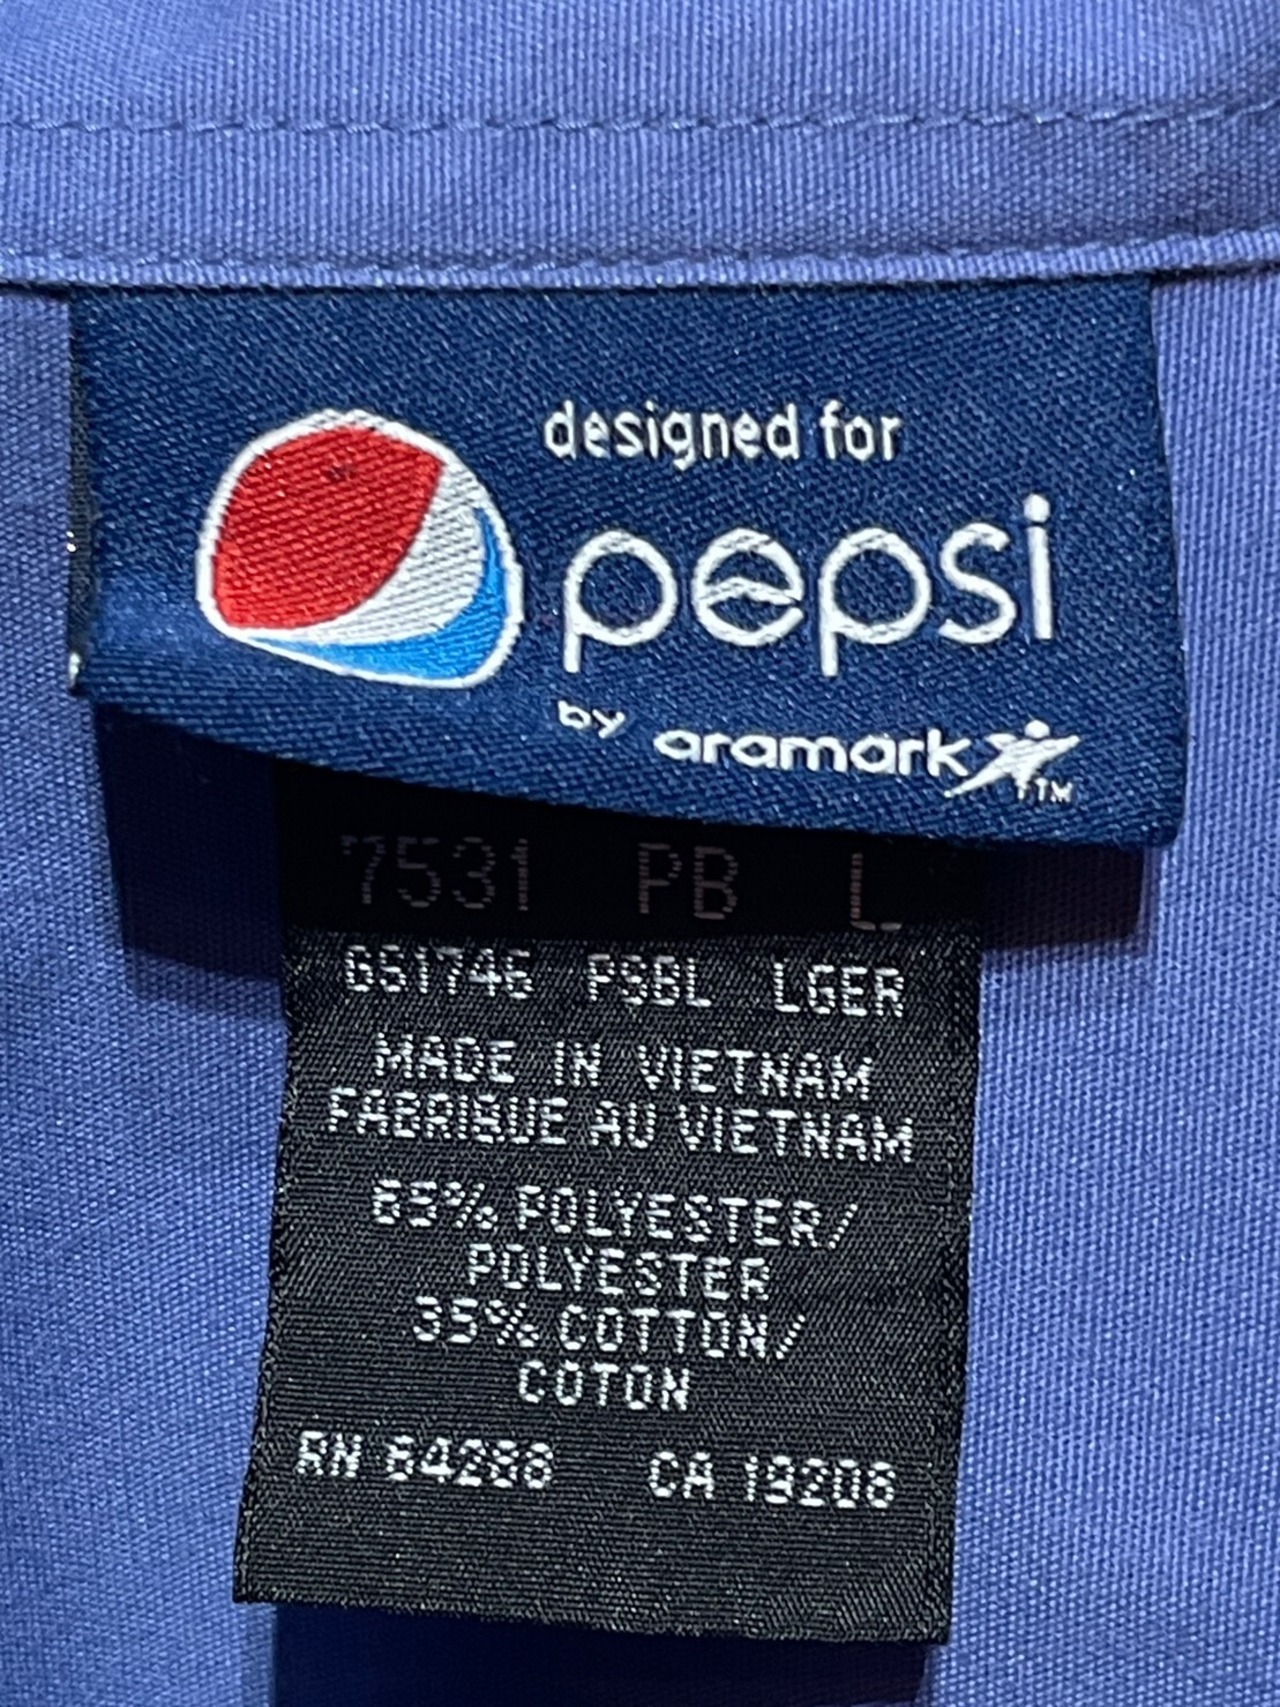 designed for
pepsi
by aramark TM
7531 PB L
651746 PSBL LGER
MADE IN VIETNAM
FABRIQUE AU VIETNAM
65% POLYESTER/
POLYESTER
35% COTTON/
COTON
RN 64288 CA 19208